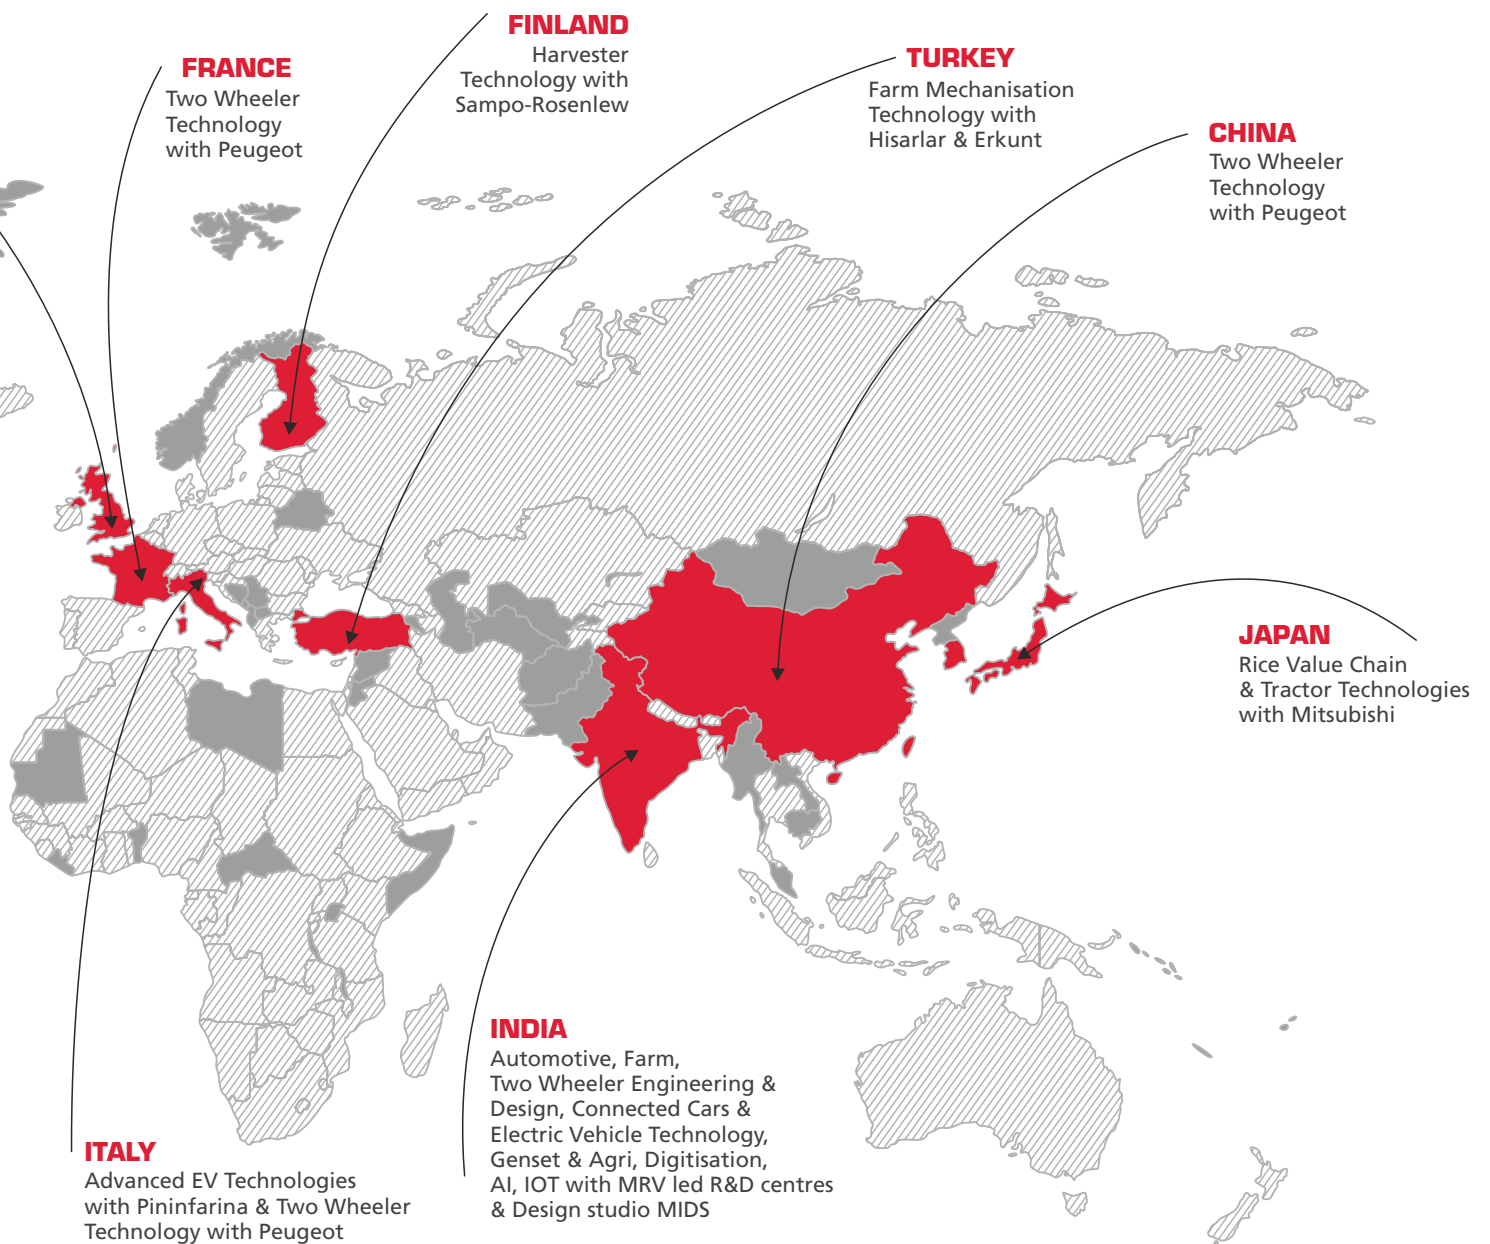 FINLAND
Harvester
Technology with
Sampo-Rosenlew
FRANCE
Two Wheeler
Technology
with Peugeot
TURKEY
Farm Mechanisation
Technology with
Hisarlar & Erkunt
CHINA
Two Wheeler
Technology
with Peugeot
JAPAN
Rice Value Chain
& Tractor Technologies
with Mitsubishi
INDIA
Automotive, Farm,
Two Wheeler Engineering &
Design, Connected Cars &
Electric Vehicle Technology,
Genset & Agri, Digitisation,
AI, IOT with MRV led R&D centres
& Design studio MIDS
ITALY
Advanced EV Technologies
with Pininfarina & Two Wheeler
Technology with Peugeot